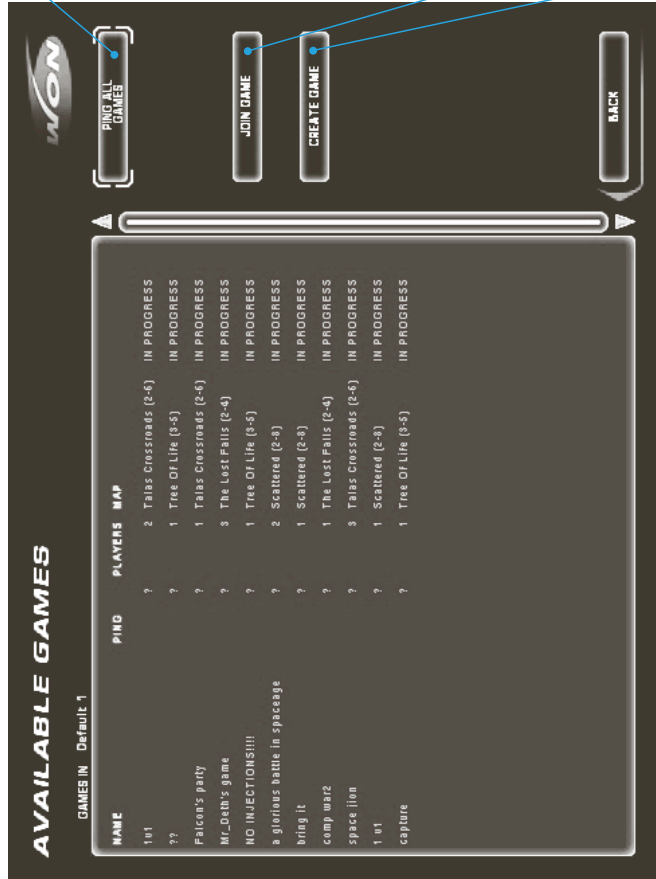 AVAILABLE GAMES
WON
GAMES IN Default 1
NAME PING PLAYERS MAP
1v1 ? 2 Talas Crossroads (2-6) IN PROGRESS
?? ? 1 Tree Of Life (3-5) IN PROGRESS
Falcon's party ? 1 Talas Crossroads (2-6) IN PROGRESS
Mr_Deth's game ? 3 The Lost Falls (2-4) IN PROGRESS
NO INJECTIONS!!!! ? 1 Tree Of Life (3-5) IN PROGRESS
a glorious battle in spaceage ? 2 Scattered (2-8) IN PROGRESS
bring it ? 1 Scattered (2-8) IN PROGRESS
comp war2 ? 1 The Lost Falls (2-4) IN PROGRESS
space jion ? 3 Talas Crossroads (2-6) IN PROGRESS
1 v1 ? 1 Scattered (2-8) IN PROGRESS
capture ? 1 Tree Of Life (3-5) IN PROGRESS
PING ALL
GAMES
JOIN GAME
CREATE GAME
BACK